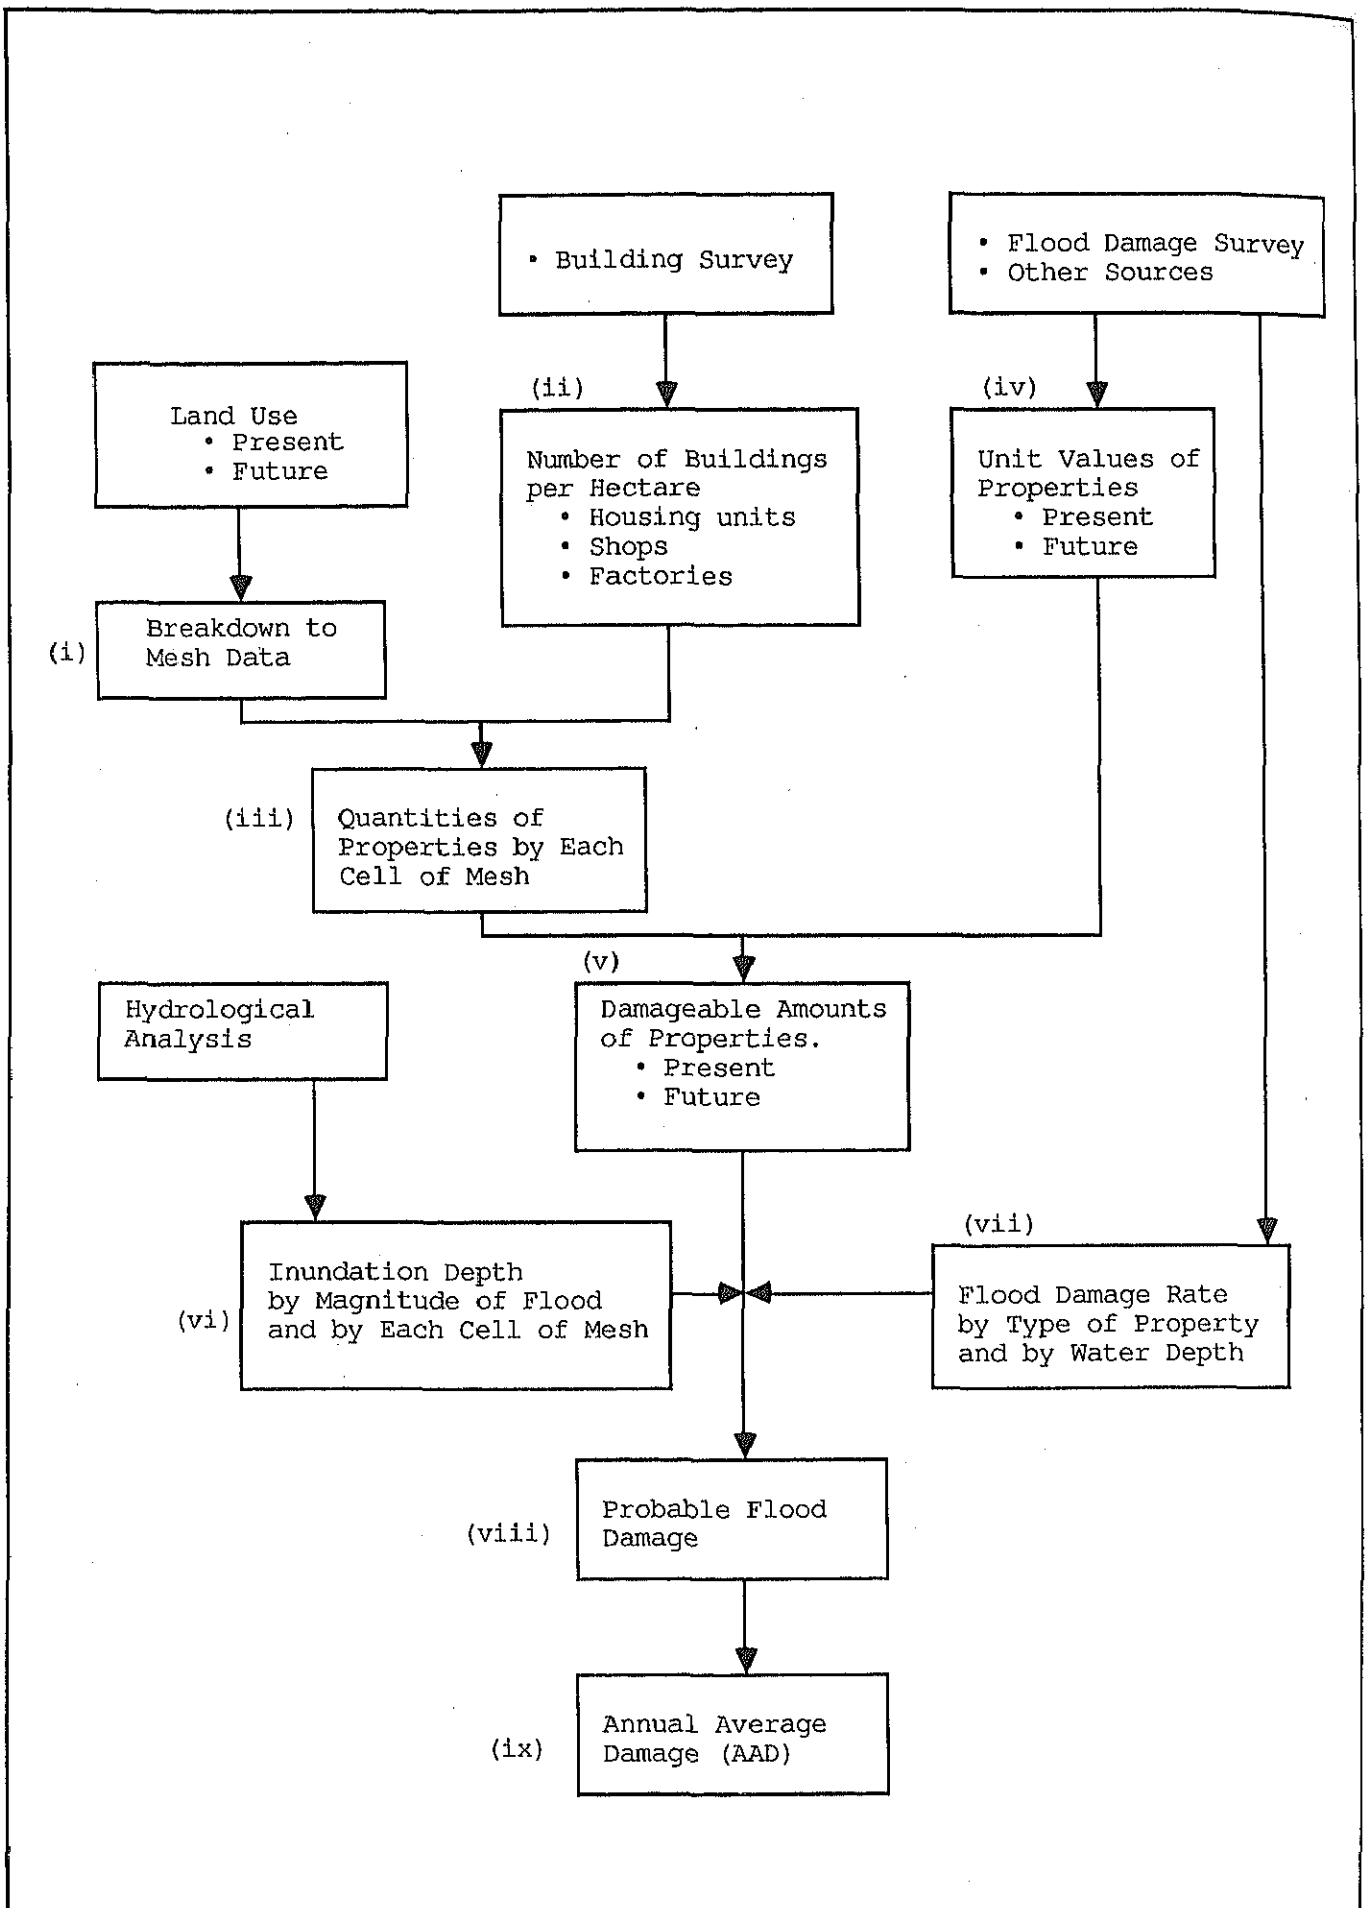 • Building Survey
• Flood Damage Survey
• Other Sources
Land Use
• Present
• Future
(ii)
Number of Buildings
per Hectare
• Housing units
• Shops
• Factories
(iv)
Unit Values of
Properties
• Present
• Future
(i)
Breakdown to
Mesh Data
(iii)
Quantities of
Properties by Each
Cell of Mesh
(v)
Damageable Amounts
of Properties.
• Present
• Future
Hydrological
Analysis
(vi)
Inundation Depth
by Magnitude of Flood
and by Each Cell of Mesh
(vii)
Flood Damage Rate
by Type of Property
and by Water Depth
(viii)
Probable Flood
Damage
(ix)
Annual Average
Damage (AAD)